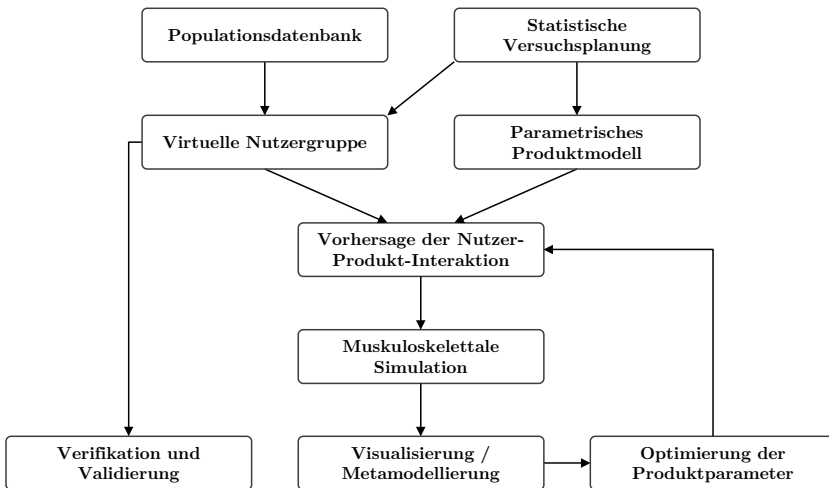 Populationsdatenbank
Statistische
Versuchsplanung
Virtuelle Nutzergruppe
Parametrisches
Produktmodell
Vorhersage der Nutzer-
Produkt-Interaktion
Muskuloskelettale
Simulation
Verifikation und
Validierung
Visualisierung /
Metamodellierung
Optimierung der
Produktparameter